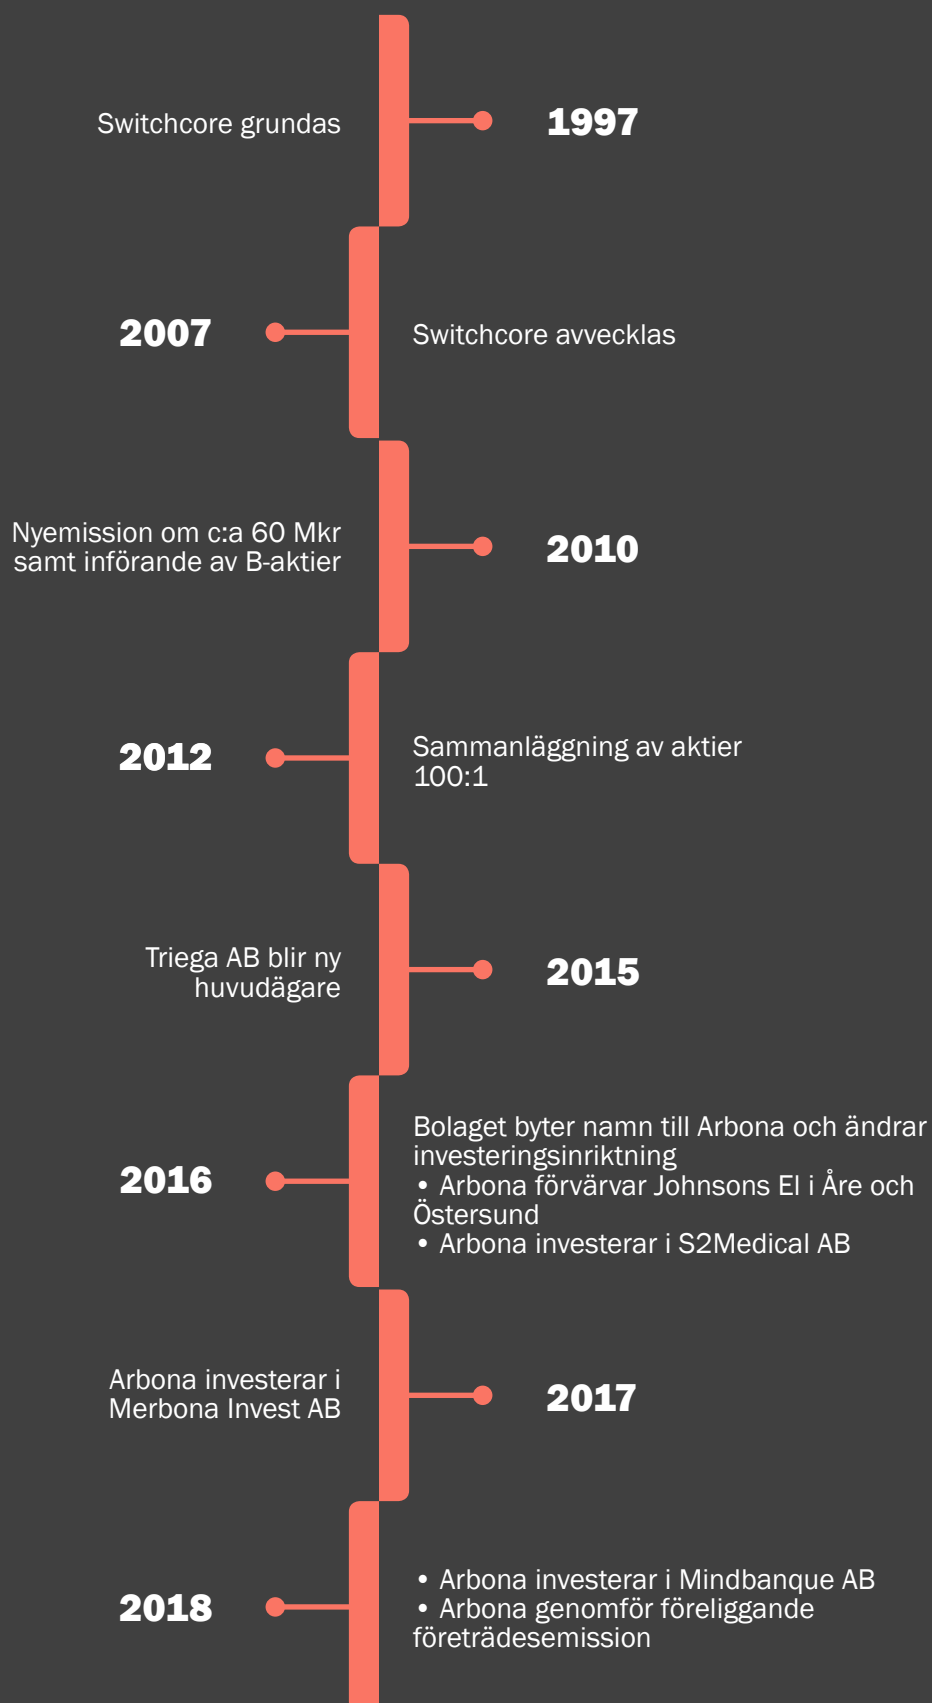 Switchcore grundas
1997
2007
Switchcore avvecklas
Nyemission om c:a 60 Mkr
samt införande av B-aktier
2010
2012
Sammanläggning av aktier
100:1
Triega AB blir ny
huvudägare
2015
2016
Bolaget byter namn till Arbona och ändrar
investeringsinriktning
• Arbona förvärvar Johnsons El i Åre och
Östersund
• Arbona investerar i S2Medical AB
Arbona investerar i
Merbona Invest AB
2017
2018
• Arbona investerar i Mindbanque AB
• Arbona genomför föreliggande
företrädesemission